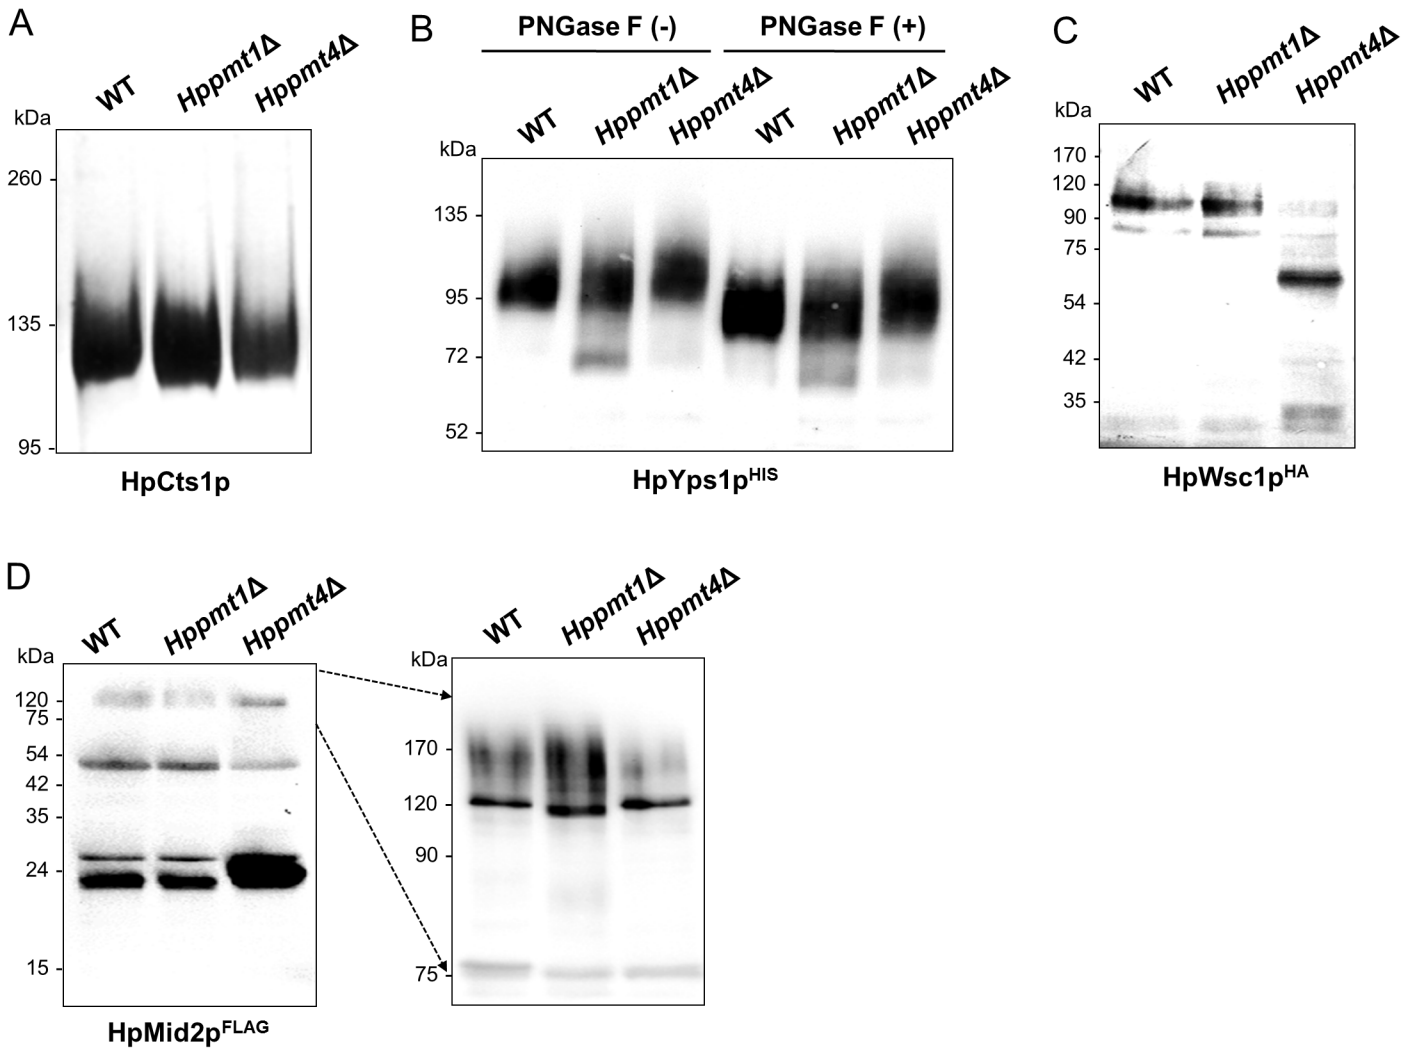 A
WT
Hppmt1Δ
Hppmt4Δ
kDa
260
135
95
HpCts1p
B
PNGase F (-)
PNGase F (+)
WT
Hppmt1Δ
Hppmt4Δ
WT
Hppmt1Δ
Hppmt4Δ
kDa
135
95
72
52
HpYps1pHIS
C
WT
Hppmt1Δ
Hppmt4Δ
kDa
170
120
90
75
54
42
35
HpWsc1pHA
D
WT
Hppmt1Δ
Hppmt4Δ
kDa
120
75
54
42
35
24
15
HpMid2pFLAG
WT
Hppmt1Δ
Hppmt4Δ
kDa
170
120
90
75